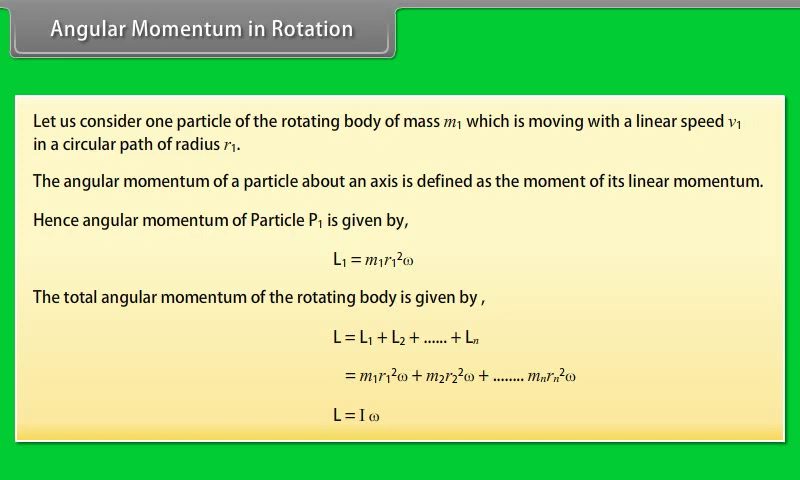 Angular Momentum in Rotation
Let us consider one particle of the rotating body of mass m₁ which is moving with a linear speed v₁
in a circular path of radius r₁.
The angular momentum of a particle about an axis is defined as the moment of its linear momentum.
Hence angular momentum of Particle P₁ is given by,
L₁ = m₁r₁²ω
The total angular momentum of the rotating body is given by ,
L = L₁ + L₂ + ...... + Lₙ
= m₁r₁²ω + m₂r₂²ω + ........ mₙrₙ²ω
L = I ω